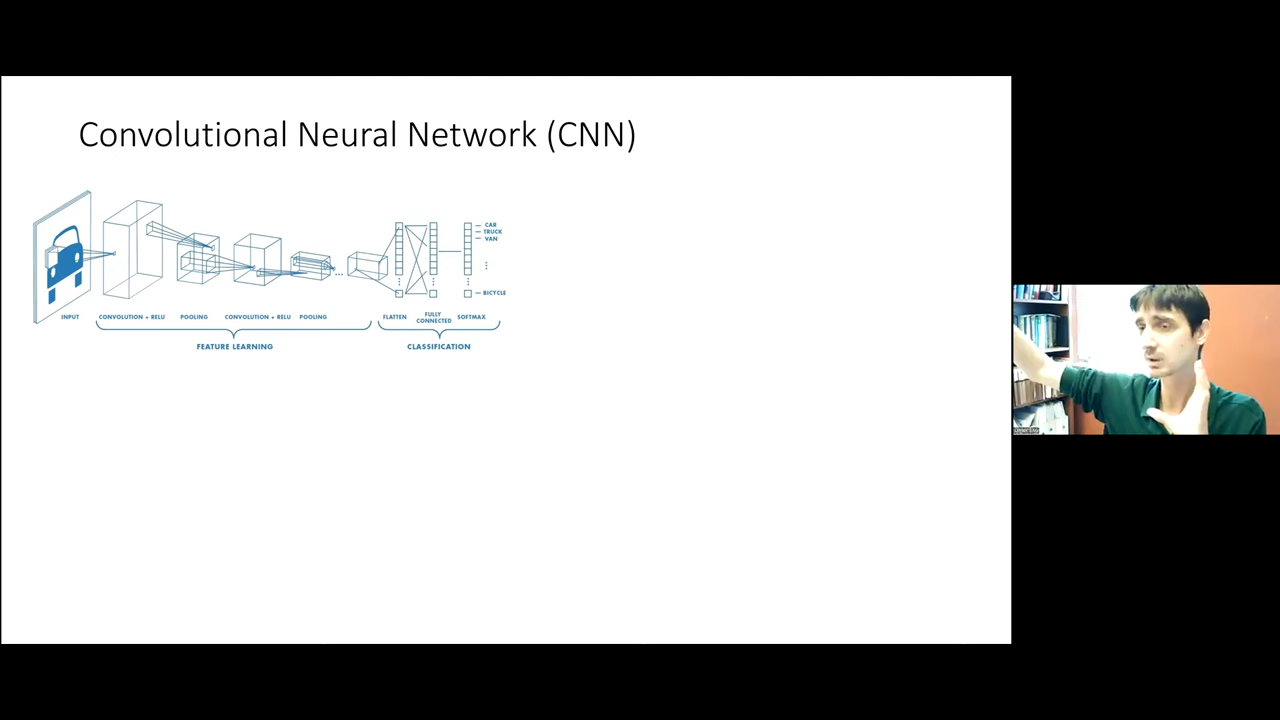 Convolutional Neural Network (CNN)
CAR
TRUCK
VAN
BICYCLE
INPUT
CONVOLUTION + RELU
POOLING
CONVOLUTION + RELU
POOLING
FLATTEN
FULLY
CONNECTED
SOFTMAX
FEATURE LEARNING
CLASSIFICATION